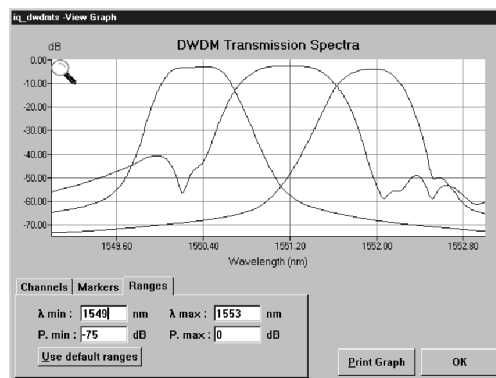 iq_dwdmts -View Graph
DWDM Transmission Spectra
dB
0.00
-10.00
-20.00
-30.00
-40.00
-50.00
-60.00
-70.00
1549.60 1550.40 1551.20 1552.00 1552.80
Wavelength (nm)
Channels Markers Ranges
λ min : 1549 nm λ max : 1553 nm
P. min : -75 dB P. max : 0 dB
Use default ranges
Print Graph OK